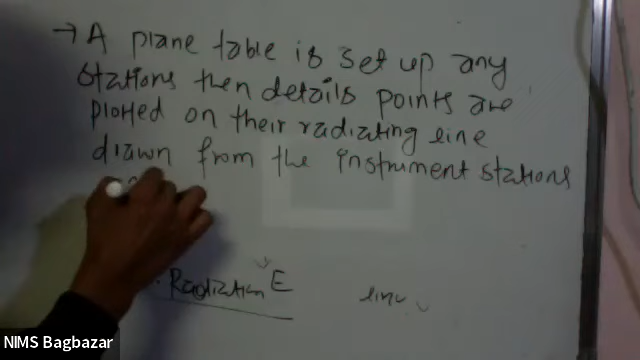 → A plane table is set up any
stations then details points are
plotted on their radiating line
drawn from the instrument stations
Radiation E
line
NIMS Bagbazar